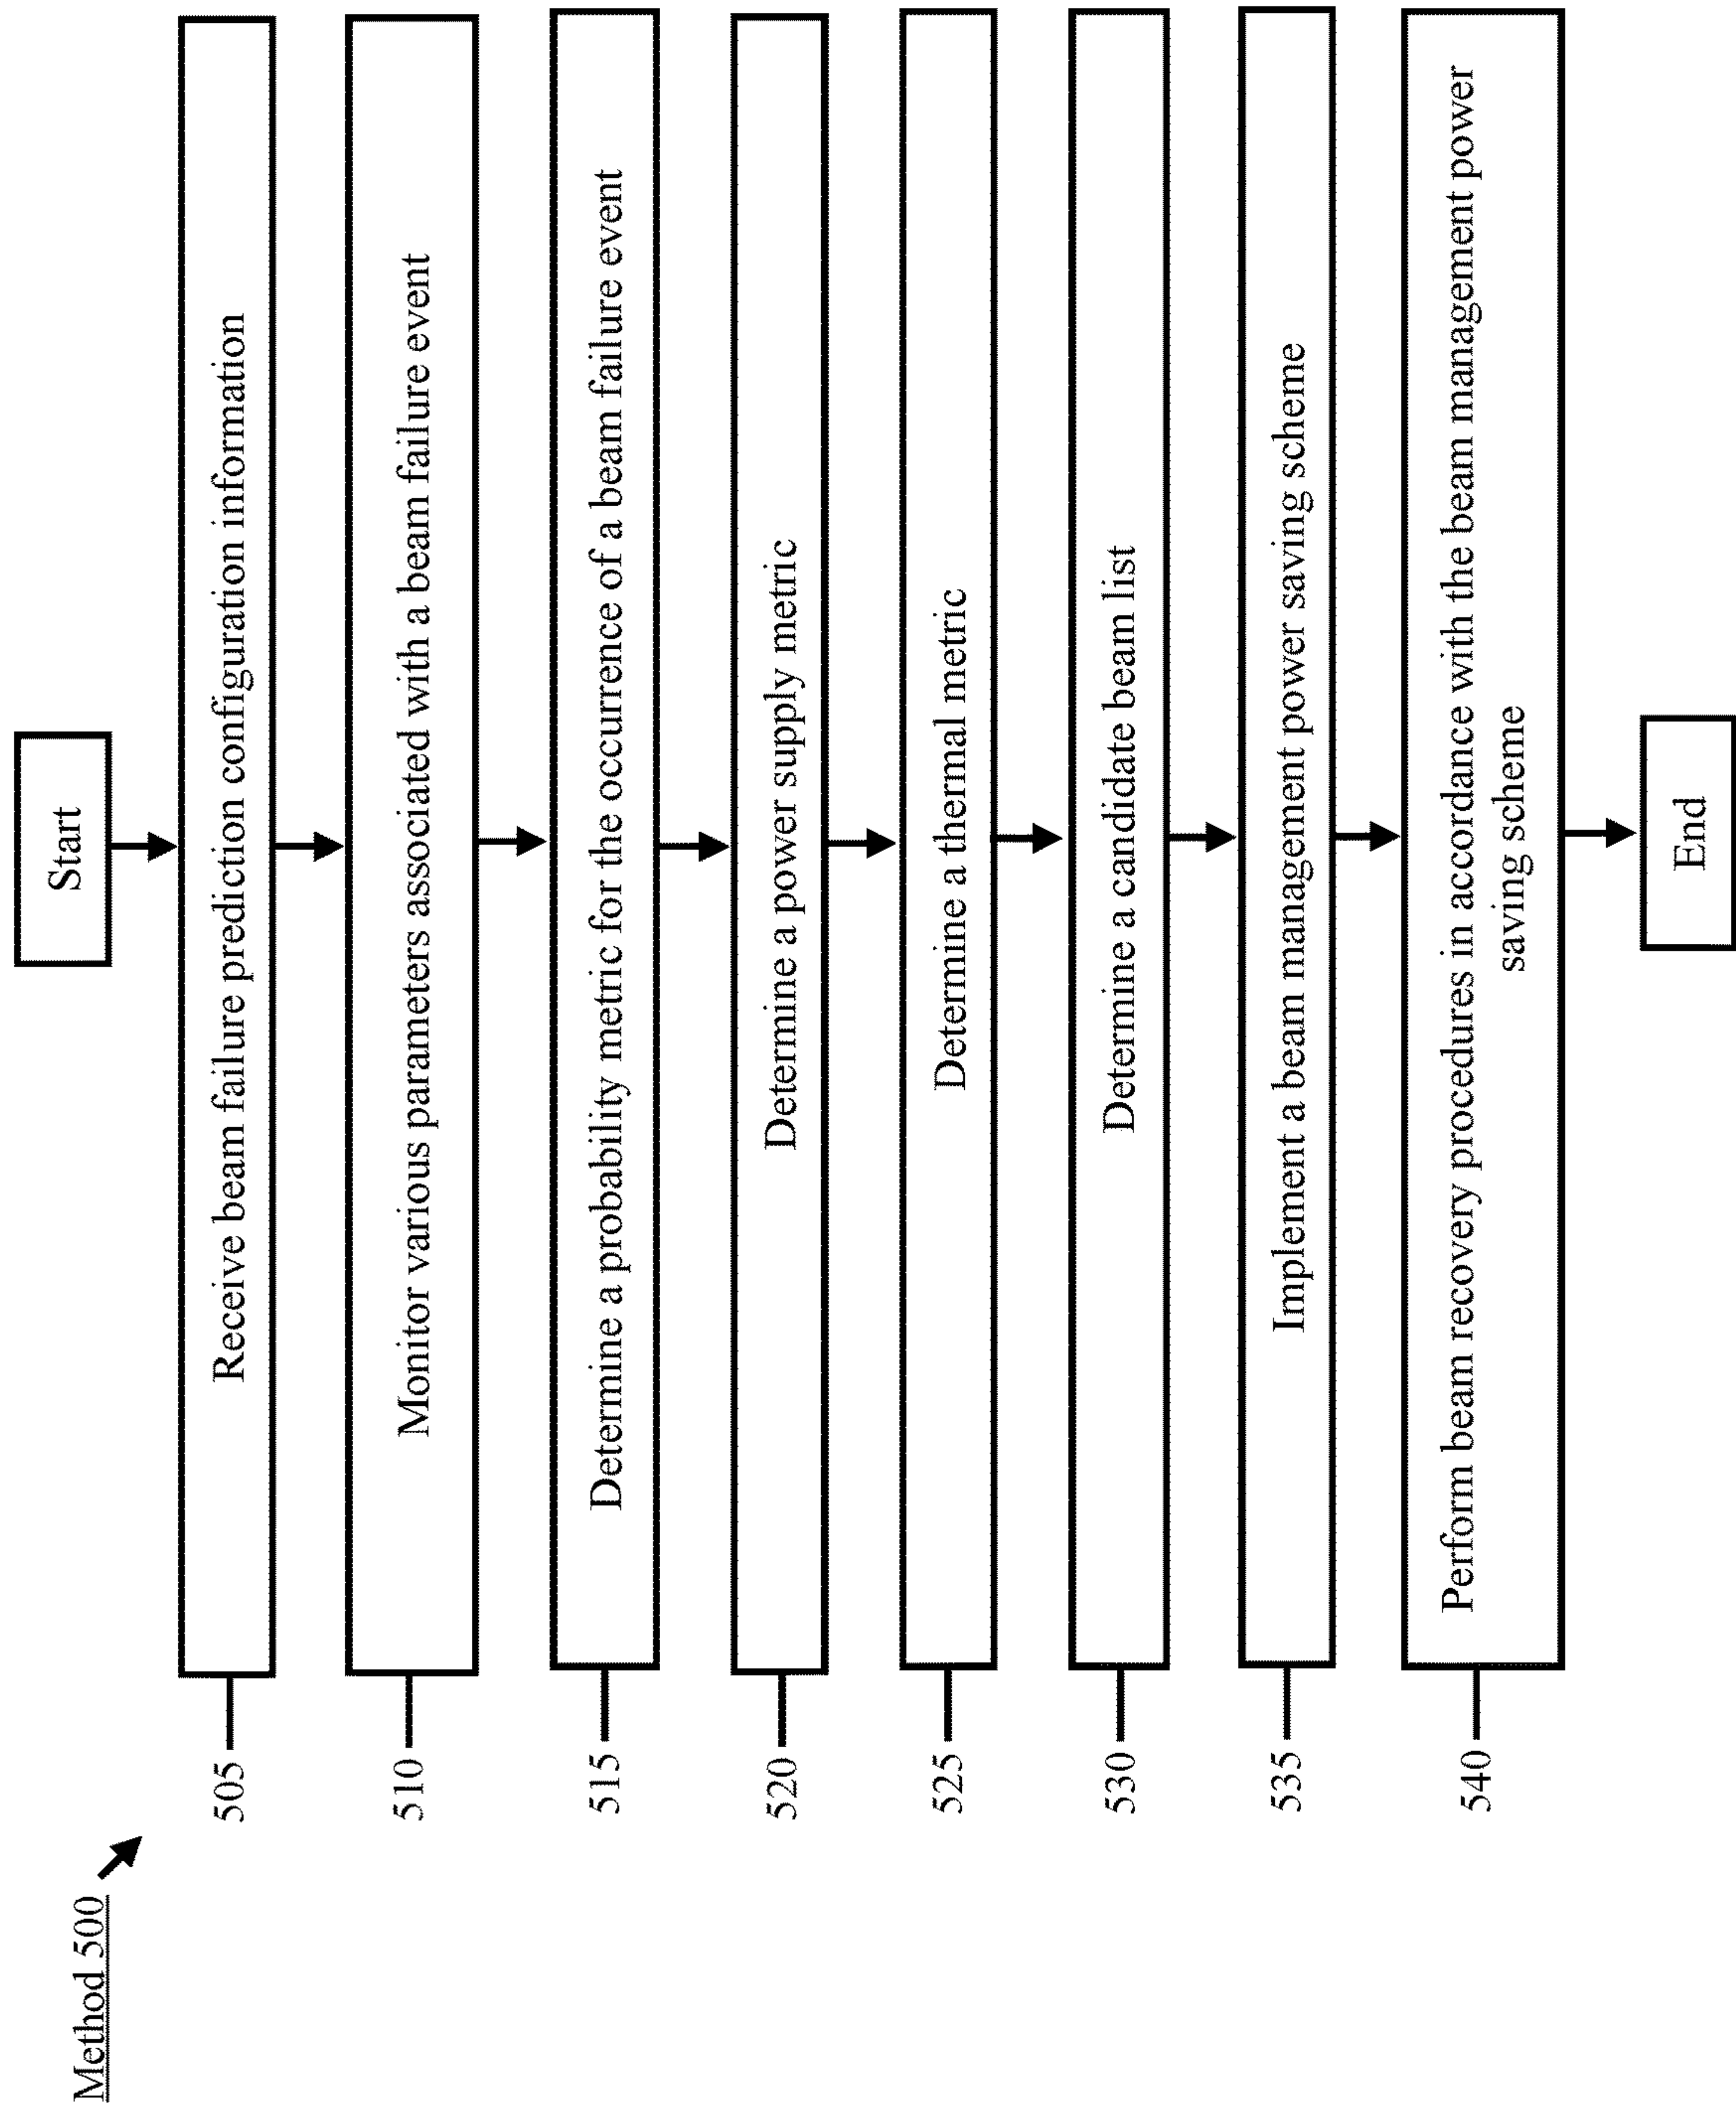 Method 500
Start
505
Receive beam failure prediction configuration information
510
Monitor various parameters associated with a beam failure event
515
Determine a probability metric for the occurrence of a beam failure event
520
Determine a power supply metric
525
Determine a thermal metric
530
Determine a candidate beam list
535
Implement a beam management power saving scheme
540
Perform beam recovery procedures in accordance with the beam management power
saving scheme
End